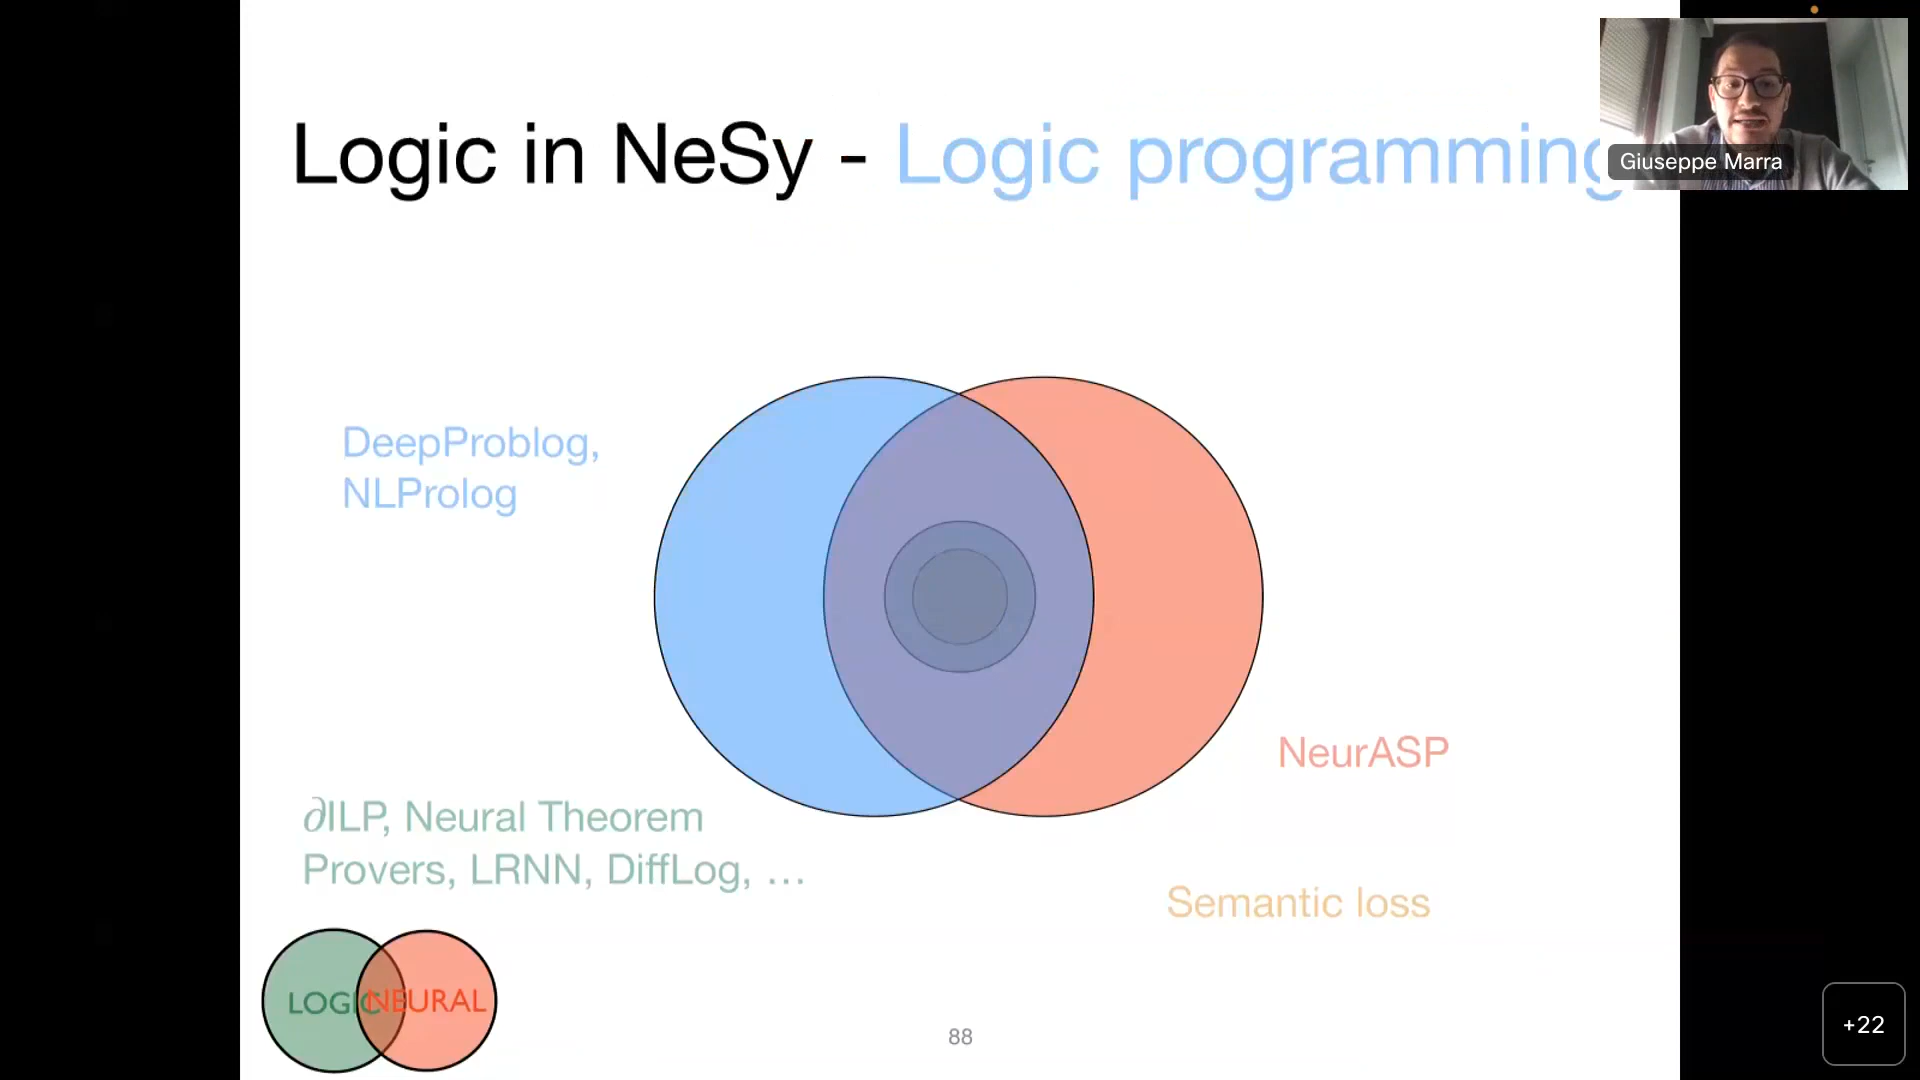 Logic in NeSy - Logic programming
Giuseppe Marra
DeepProblog,
NLProlog
NeurASP
∂ILP, Neural Theorem
Provers, LRNN, DiffLog, …
Semantic loss
LOGIC
NEURAL
88
+22